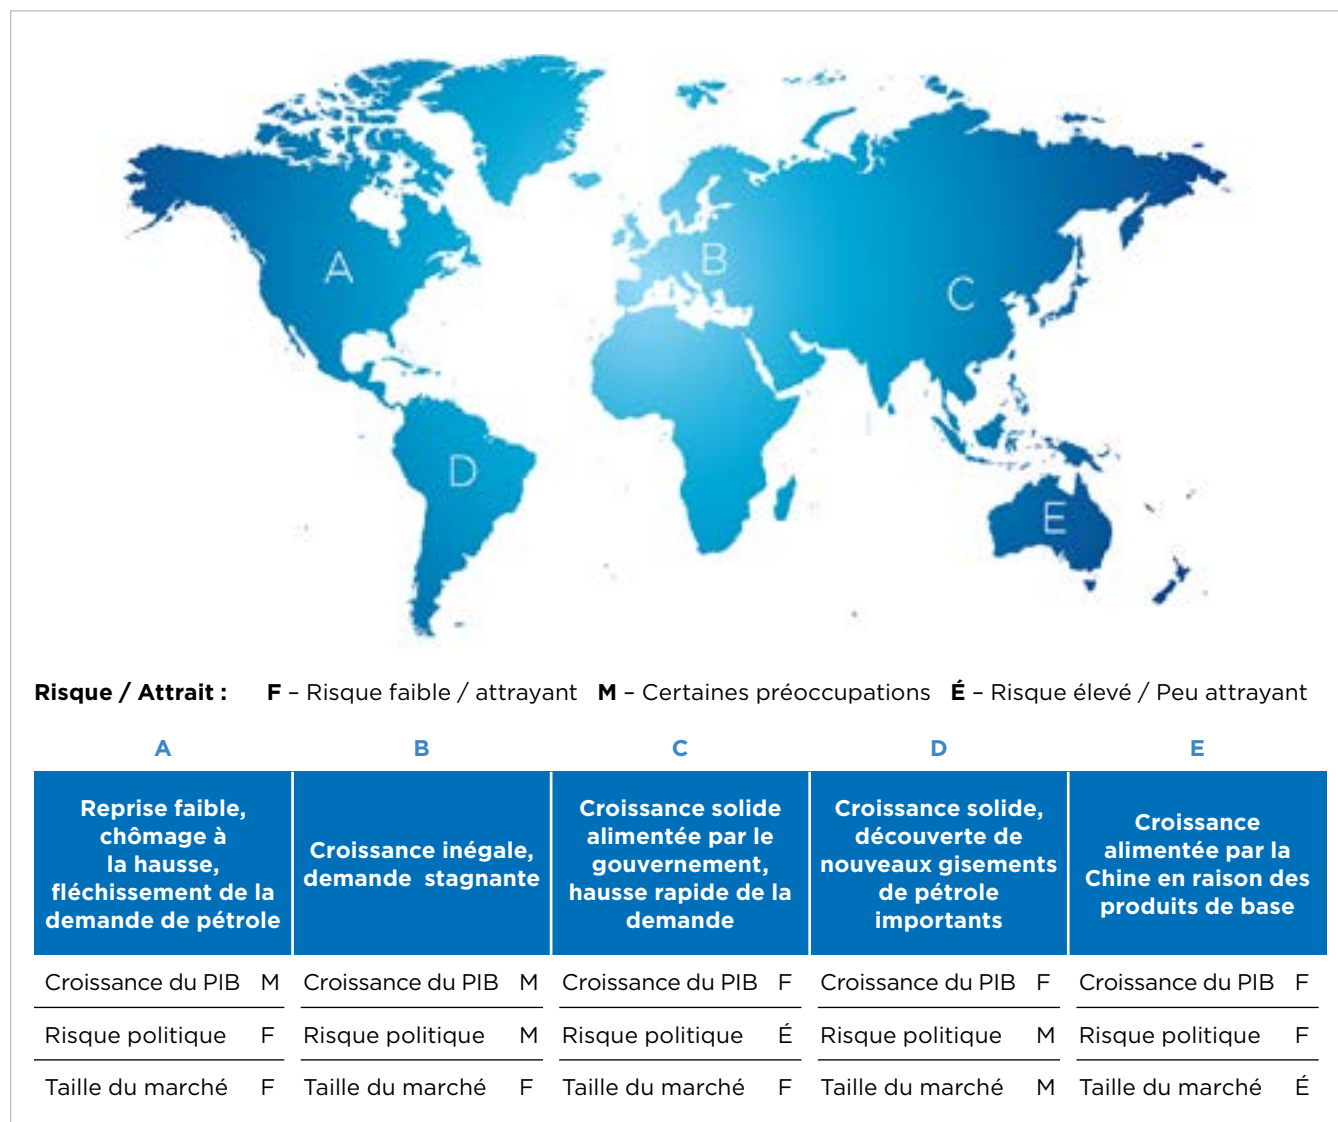 A
B
C
D
E
Risque / Attrait : F – Risque faible / attrayant M – Certaines préoccupations É – Risque élevé / Peu attrayant
A B C D E
Reprise faible,
chômage à
la hausse,
fléchissement de la
demande de pétrole
Croissance inégale,
demande stagnante
Croissance solide
alimentée par le
gouvernement,
hausse rapide de la
demande
Croissance solide,
découverte de
nouveaux gisements
de pétrole
importants
Croissance
alimentée par la
Chine en raison des
produits de base
Croissance du PIB M Croissance du PIB M Croissance du PIB F Croissance du PIB F Croissance du PIB F
Risque politique F Risque politique M Risque politique É Risque politique M Risque politique F
Taille du marché F Taille du marché F Taille du marché F Taille du marché M Taille du marché É